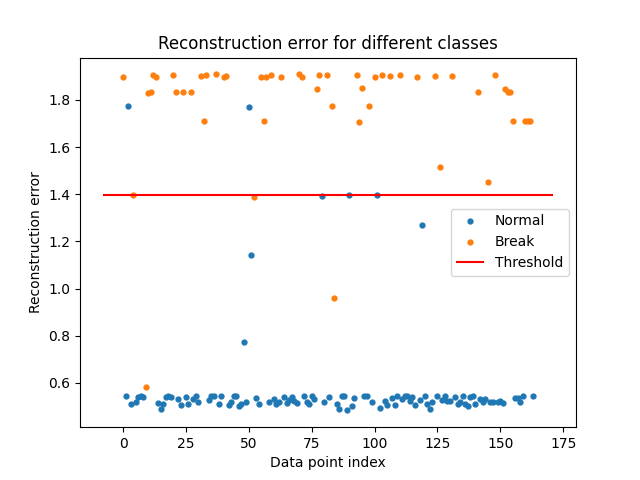 Reconstruction error for different classes
Reconstruction error
1.8
1.6
1.4
1.2
1.0
0.8
0.6
Normal
Break
Threshold
0 25 50 75 100 125 150 175
Data point index